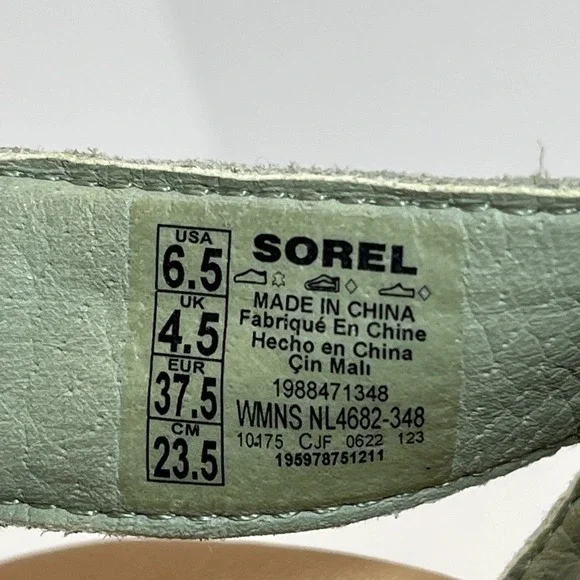 USA
6.5
UK
4.5
EUR
37.5
CM
23.5
SOREL
MADE IN CHINA
Fabriqué En Chine
Hecho en China
Çin Malı
1988471348
WMNS NL4682-348
10175 CJF 0622 123
195978751211